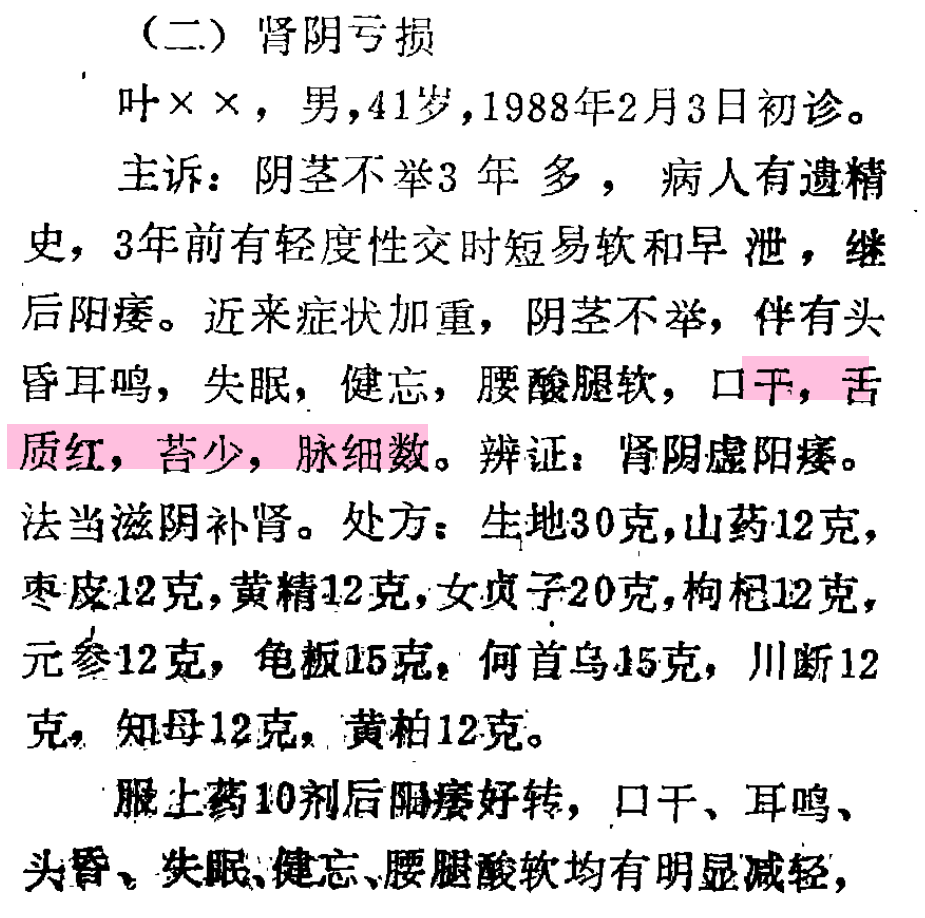 （二）肾阴亏损
叶××，男，41岁，1988年2月3日初诊。
主诉：阴茎不举3年多，病人有遗精
史，3年前有轻度性交时短易软和早泄，继
后阳痿。近来症状加重，阴茎不举，伴有头
昏耳鸣，失眠，健忘，腰酸腿软，口干，舌
质红，苔少，脉细数。辨证：肾阴虚阳痿。
法当滋阴补肾。处方：生地30克，山药12克，
枣皮12克，黄精12克，女贞子20克，枸杞12克，
元参12克，龟板15克，何首乌15克，川断12
克，知母12克，黄柏12克。
服上药10剂后阳痿好转，口干、耳鸣、
头昏、失眠、健忘、腰腿酸软均有明显减轻，